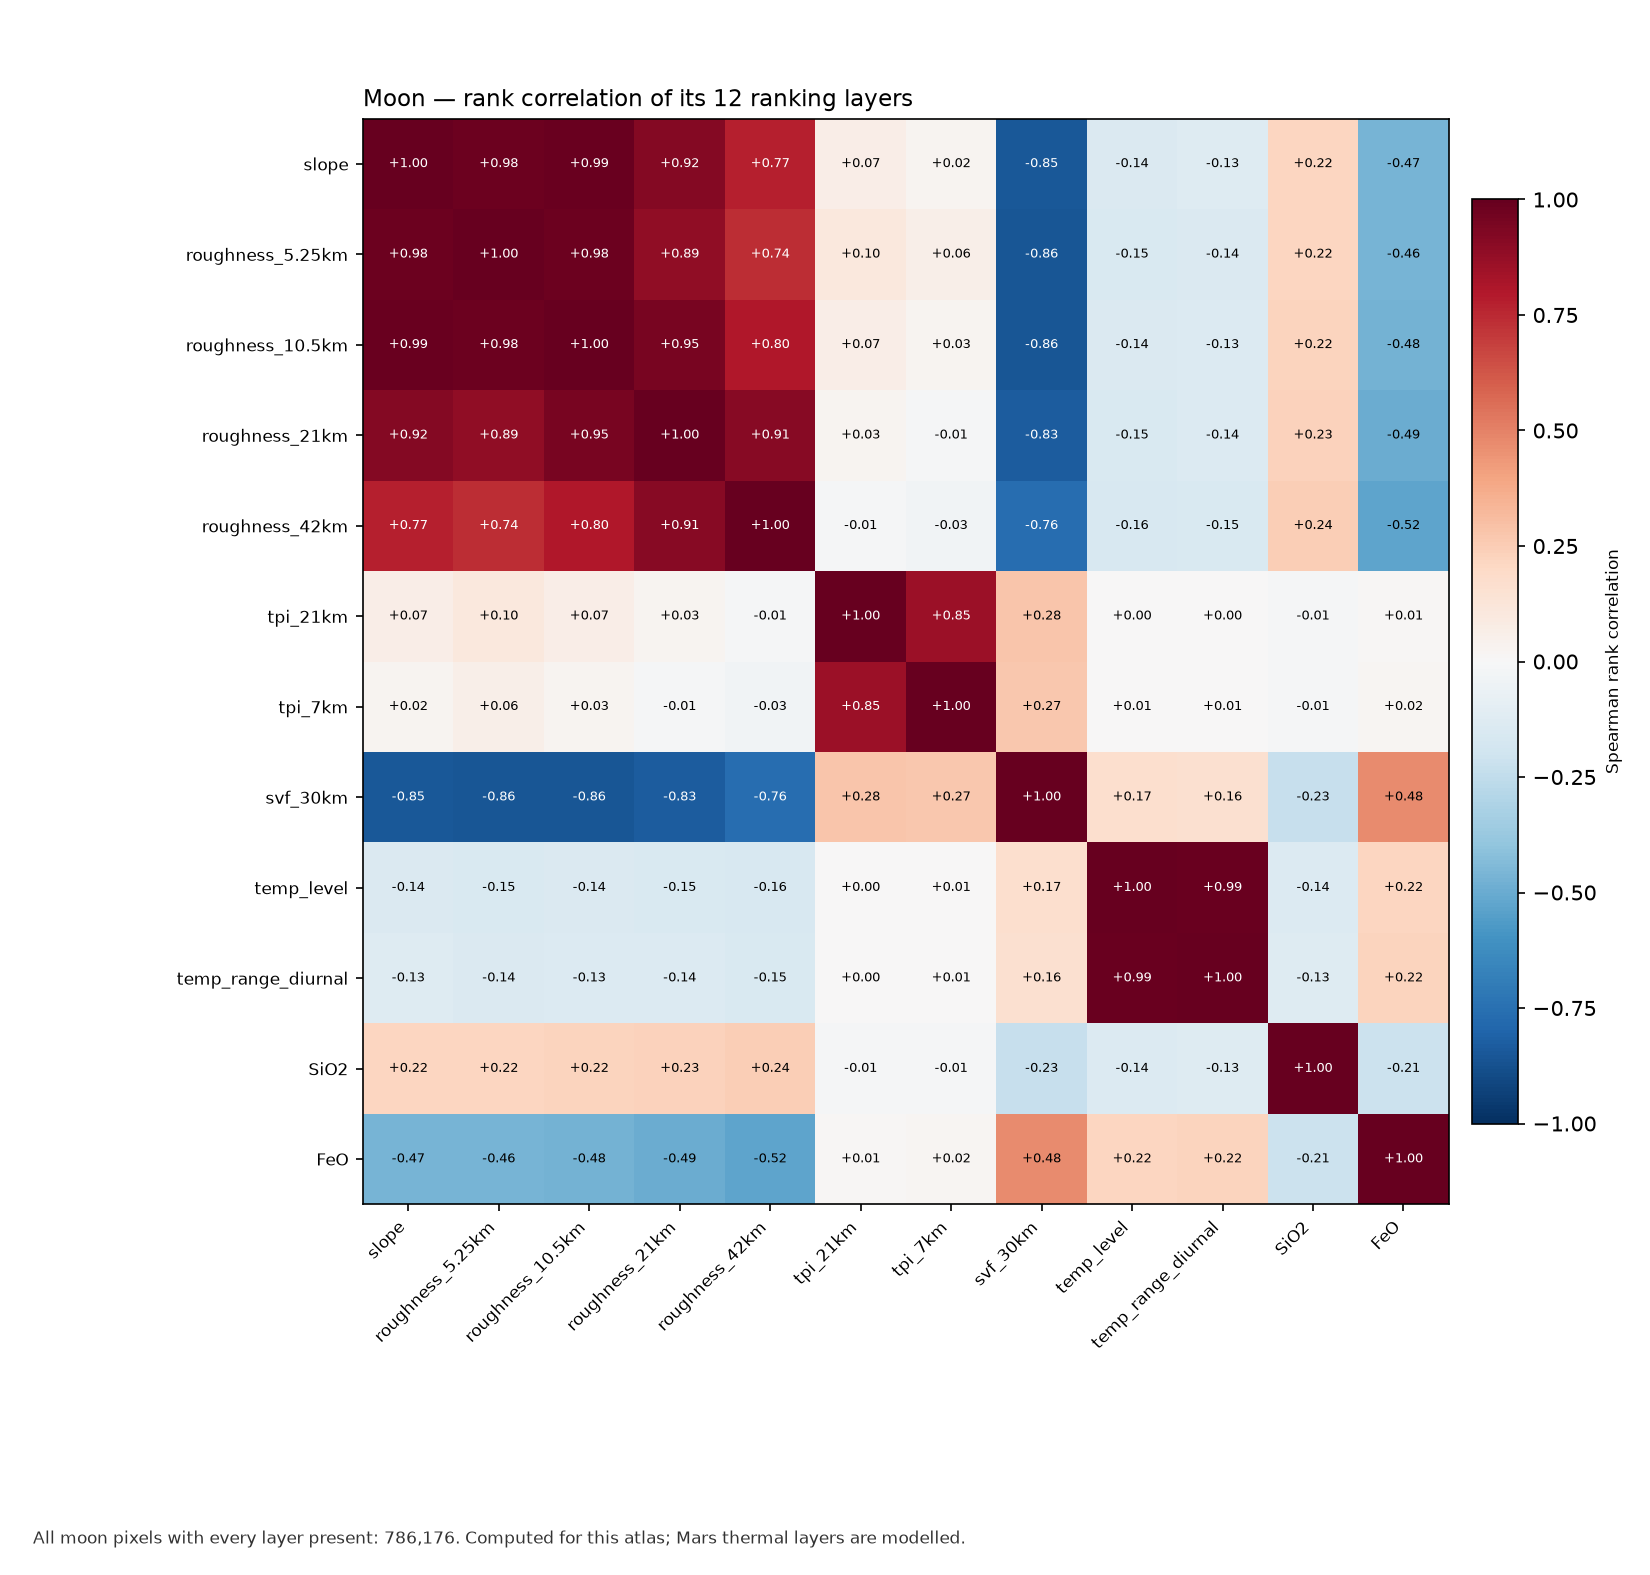 Moon — rank correlation of its 12 ranking layers
slope +1.00 +0.98 +0.99 +0.92 +0.77 +0.07 +0.02 -0.85 -0.14 -0.13 +0.22 -0.47
roughness_5.25km +0.98 +1.00 +0.98 +0.89 +0.74 +0.10 +0.06 -0.86 -0.15 -0.14 +0.22 -0.46
roughness_10.5km +0.99 +0.98 +1.00 +0.95 +0.80 +0.07 +0.03 -0.86 -0.14 -0.13 +0.22 -0.48
roughness_21km +0.92 +0.89 +0.95 +1.00 +0.91 +0.03 -0.01 -0.83 -0.15 -0.14 +0.23 -0.49
roughness_42km +0.77 +0.74 +0.80 +0.91 +1.00 -0.01 -0.03 -0.76 -0.16 -0.15 +0.24 -0.52
tpi_21km +0.07 +0.10 +0.07 +0.03 -0.01 +1.00 +0.85 +0.28 +0.00 +0.00 -0.01 +0.01
tpi_7km +0.02 +0.06 +0.03 -0.01 -0.03 +0.85 +1.00 +0.27 +0.01 +0.01 -0.01 +0.02
svf_30km -0.85 -0.86 -0.86 -0.83 -0.76 +0.28 +0.27 +1.00 +0.17 +0.16 -0.23 +0.48
temp_level -0.14 -0.15 -0.14 -0.15 -0.16 +0.00 +0.01 +0.17 +1.00 +0.99 -0.14 +0.22
temp_range_diurnal -0.13 -0.14 -0.13 -0.14 -0.15 +0.00 +0.01 +0.16 +0.99 +1.00 -0.13 +0.22
SiO2 +0.22 +0.22 +0.22 +0.23 +0.24 -0.01 -0.01 -0.23 -0.14 -0.13 +1.00 -0.21
FeO -0.47 -0.46 -0.48 -0.49 -0.52 +0.01 +0.02 +0.48 +0.22 +0.22 -0.21 +1.00
slope roughness_5.25km roughness_10.5km roughness_21km roughness_42km tpi_21km tpi_7km svf_30km temp_level temp_range_diurnal SiO2 FeO
1.00
0.75
0.50
0.25
0.00
−0.25
−0.50
−0.75
−1.00
Spearman rank correlation
All moon pixels with every layer present: 786,176. Computed for this atlas; Mars thermal layers are modelled.